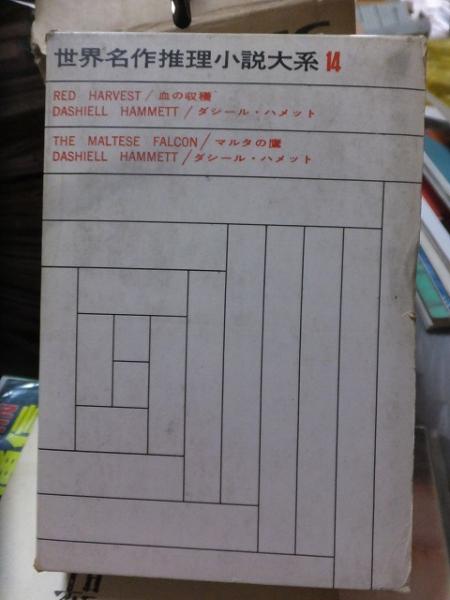 世界名作推理小説大系 14
RED HARVEST / 血の収穫
DASHIELL HAMMETT / ダシール・ハメット
THE MALTESE FALCON / マルタの鷹
DASHIELL HAMMETT / ダシール・ハメット